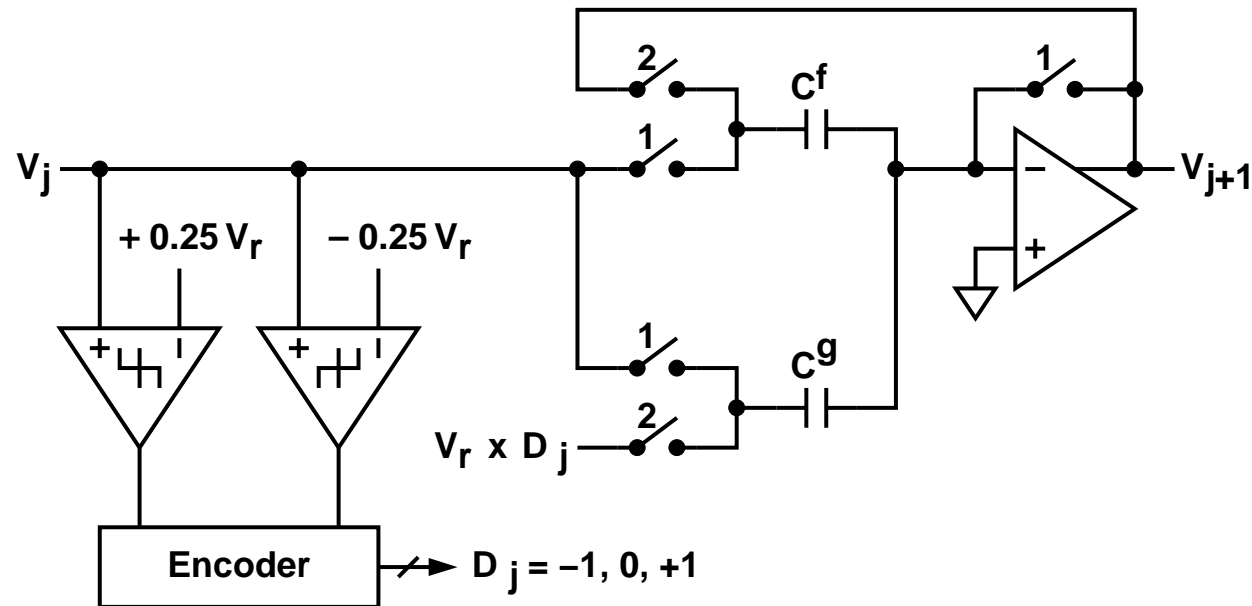 2
1
C^f
1
V_j
V_{j+1}
+ 0.25 V_r
− 0.25 V_r
−
+
+ −
+ −
1
C^g
2
V_r x D_j
Encoder
D_j = −1, 0, +1